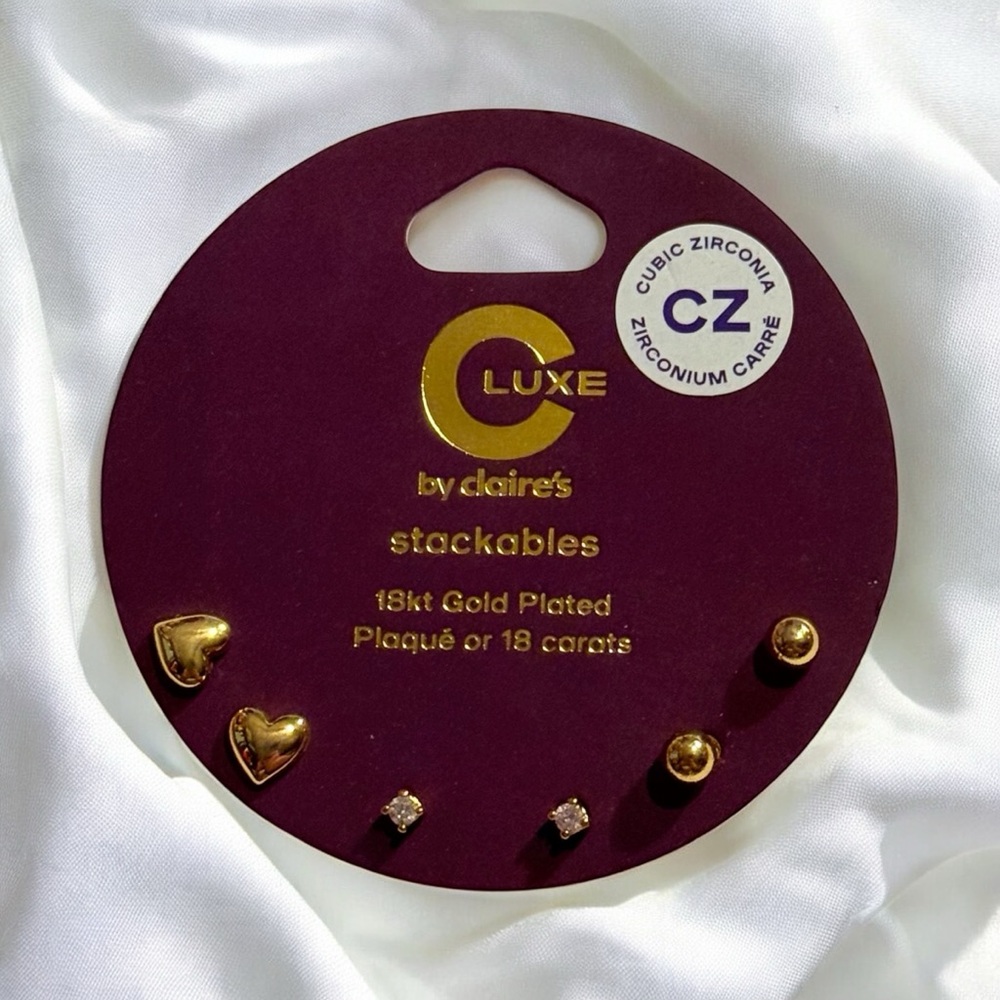 CUBIC ZIRCONIA
CZ
ZIRCONIUM CARRÉ
C LUXE
by claire's
stackables
18kt Gold Plated
Plaqué or 18 carats